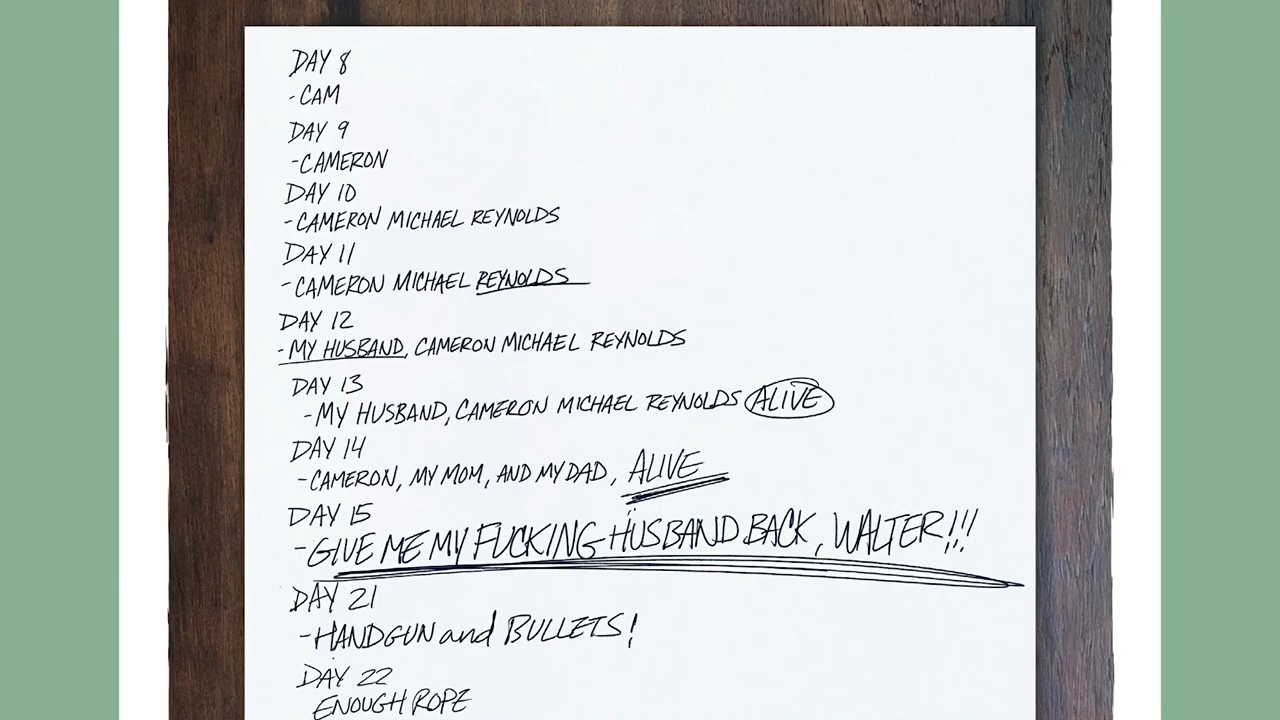 DAY 8
-CAM
DAY 9
-CAMERON
DAY 10
-CAMERON MICHAEL REYNOLDS
DAY 11
-CAMERON MICHAEL REYNOLDS
DAY 12
-MY HUSBAND, CAMERON MICHAEL REYNOLDS
DAY 13
-MY HUSBAND, CAMERON MICHAEL REYNOLDS ALIVE
DAY 14
-CAMERON, MY MOM, AND MY DAD, ALIVE
DAY 15
-GIVE ME MY FUCKING HUSBAND BACK, WALTER!!!
DAY 21
-HANDGUN and BULLETS!
DAY 22
ENOUGH ROPE